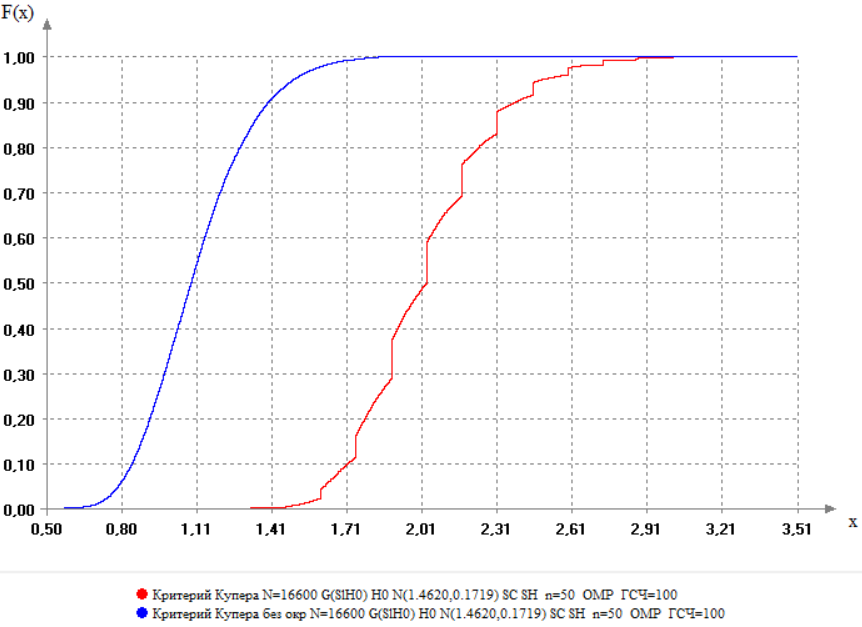 F(x)
1,00
0,90
0,80
0,70
0,60
0,50
0,40
0,30
0,20
0,10
0,00
0,50 0,80 1,11 1,41 1,71 2,01 2,31 2,61 2,91 3,21 3,51
x
Критерий Купера N=16600 G(S|H0) H0 N(1.4620,0.1719) SC SH n=50 ОМР ГСЧ=100
Критерий Купера без окр N=16600 G(S|H0) H0 N(1.4620,0.1719) SC SH n=50 ОМР ГСЧ=100